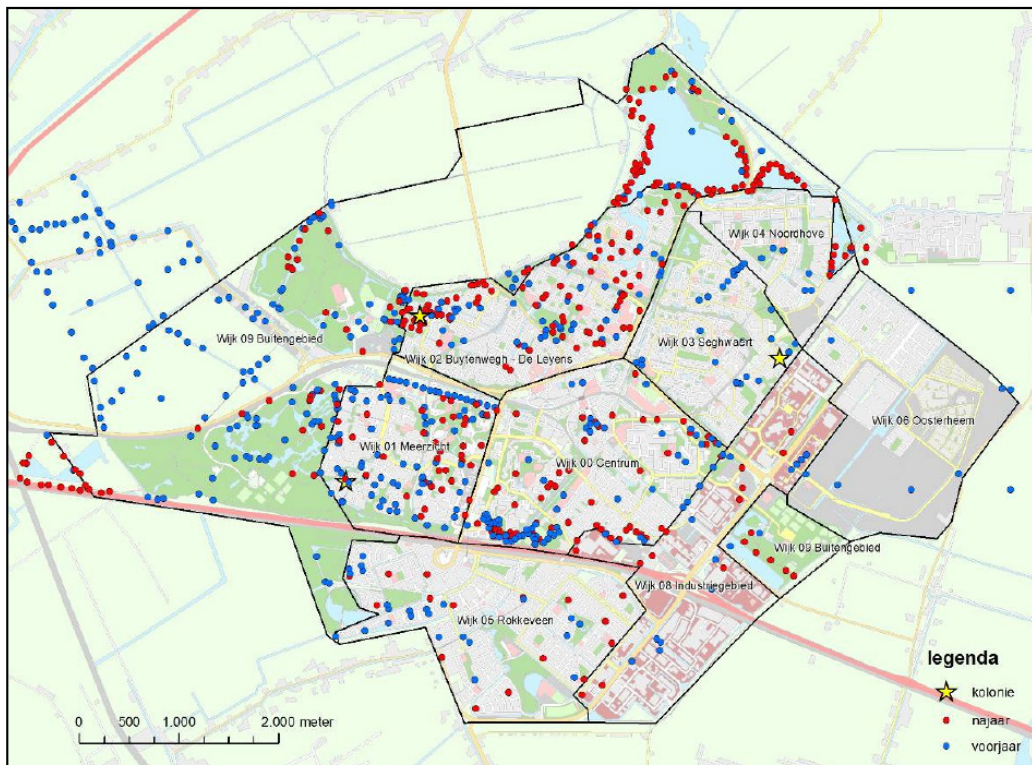 Wijk 04 Noordhove
Wijk 09 Buitengebied
Wijk 03 Seghwaert
Wijk 02 Buytenwegh - De Leyens
Wijk 06 Oosterheem
Wijk 01 Meerzicht
Wijk 00 Centrum
Wijk 09 Buitengebied
Wijk 08 Industriegebied
Wijk 05 Rokkeveen
legenda
kolonie
najaar
voorjaar
0 500 1.000 2.000 meter